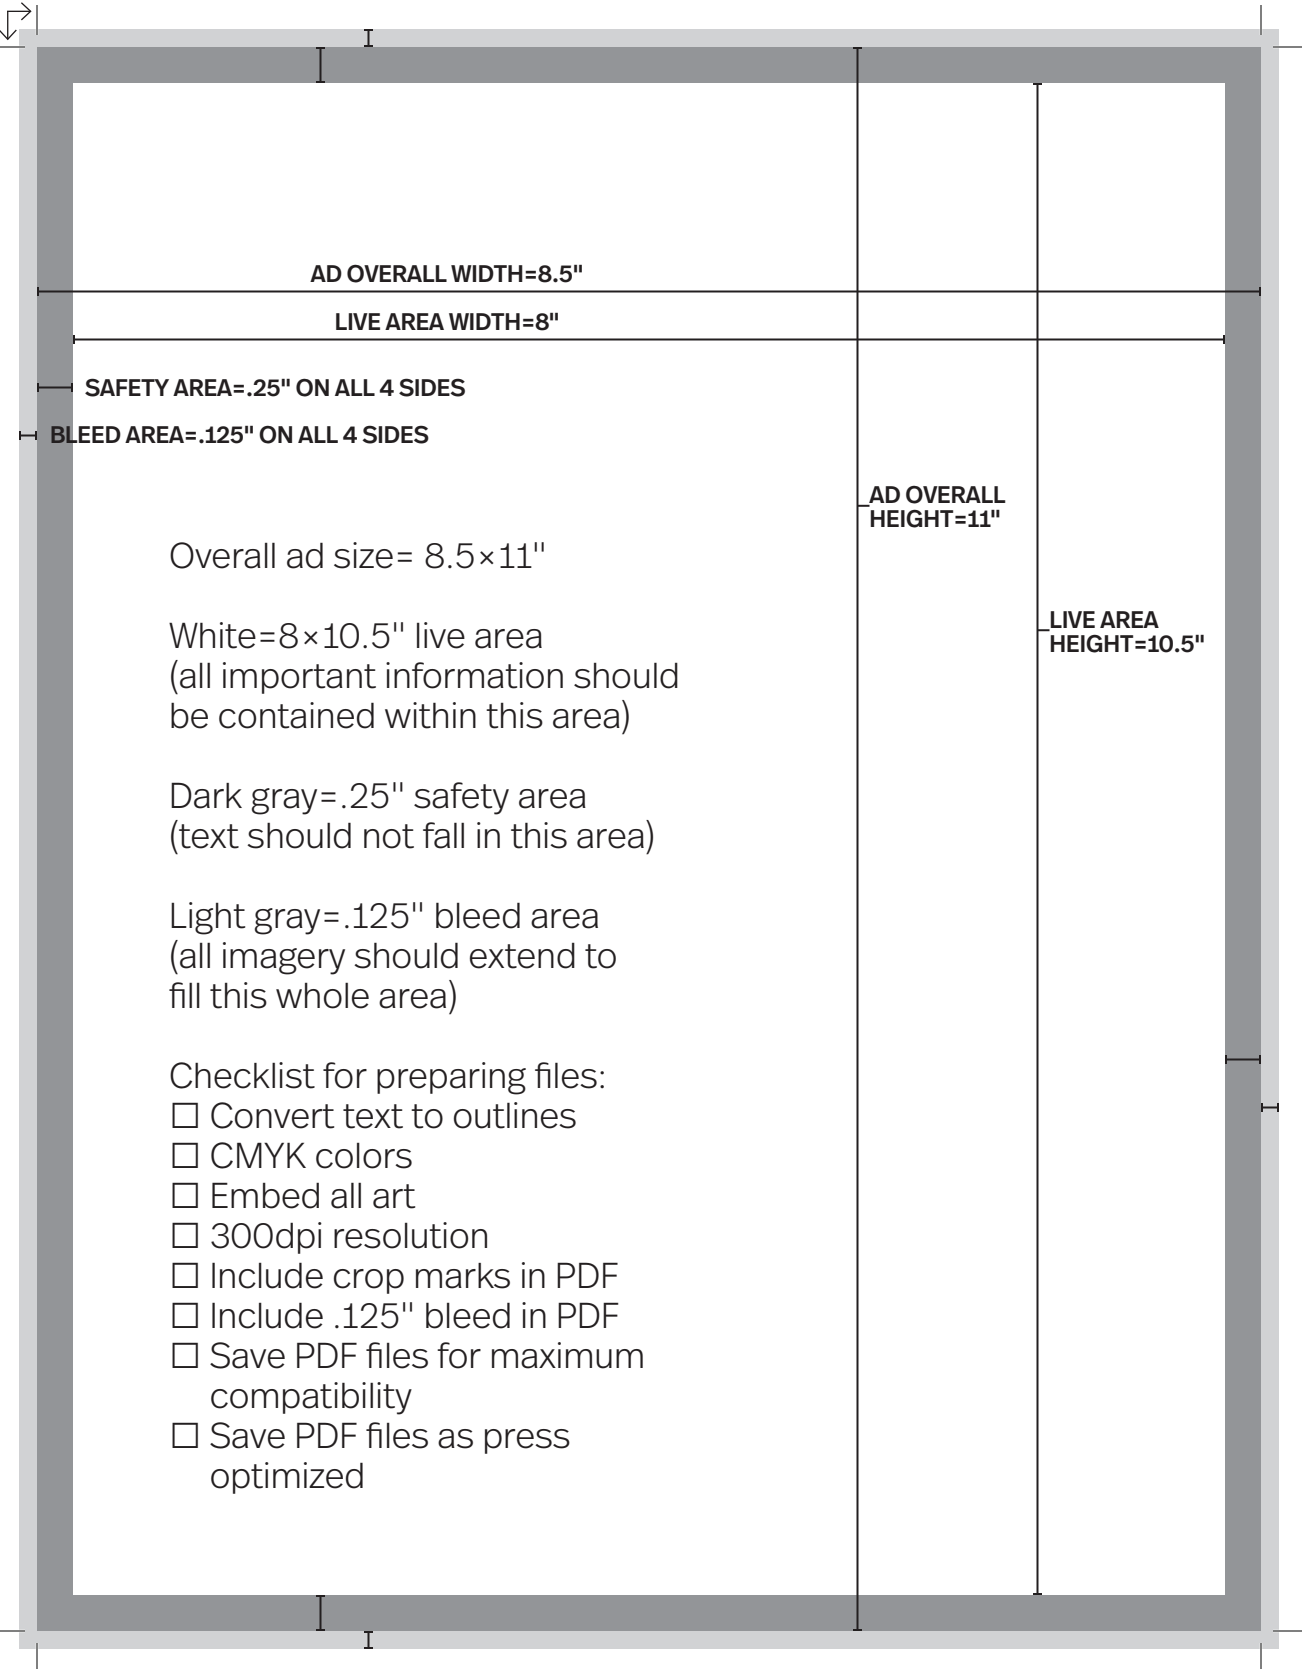 AD OVERALL WIDTH=8.5"
LIVE AREA WIDTH=8"
SAFETY AREA=.25" ON ALL 4 SIDES
BLEED AREA=.125" ON ALL 4 SIDES
AD OVERALL
HEIGHT=11"
LIVE AREA
HEIGHT=10.5"
Overall ad size= 8.5×11"
White=8×10.5" live area
(all important information should
be contained within this area)
Dark gray=.25" safety area
(text should not fall in this area)
Light gray=.125" bleed area
(all imagery should extend to
fill this whole area)
Checklist for preparing files:
☐ Convert text to outlines
☐ CMYK colors
☐ Embed all art
☐ 300dpi resolution
☐ Include crop marks in PDF
☐ Include .125" bleed in PDF
☐ Save PDF files for maximum
compatibility
☐ Save PDF files as press
optimized